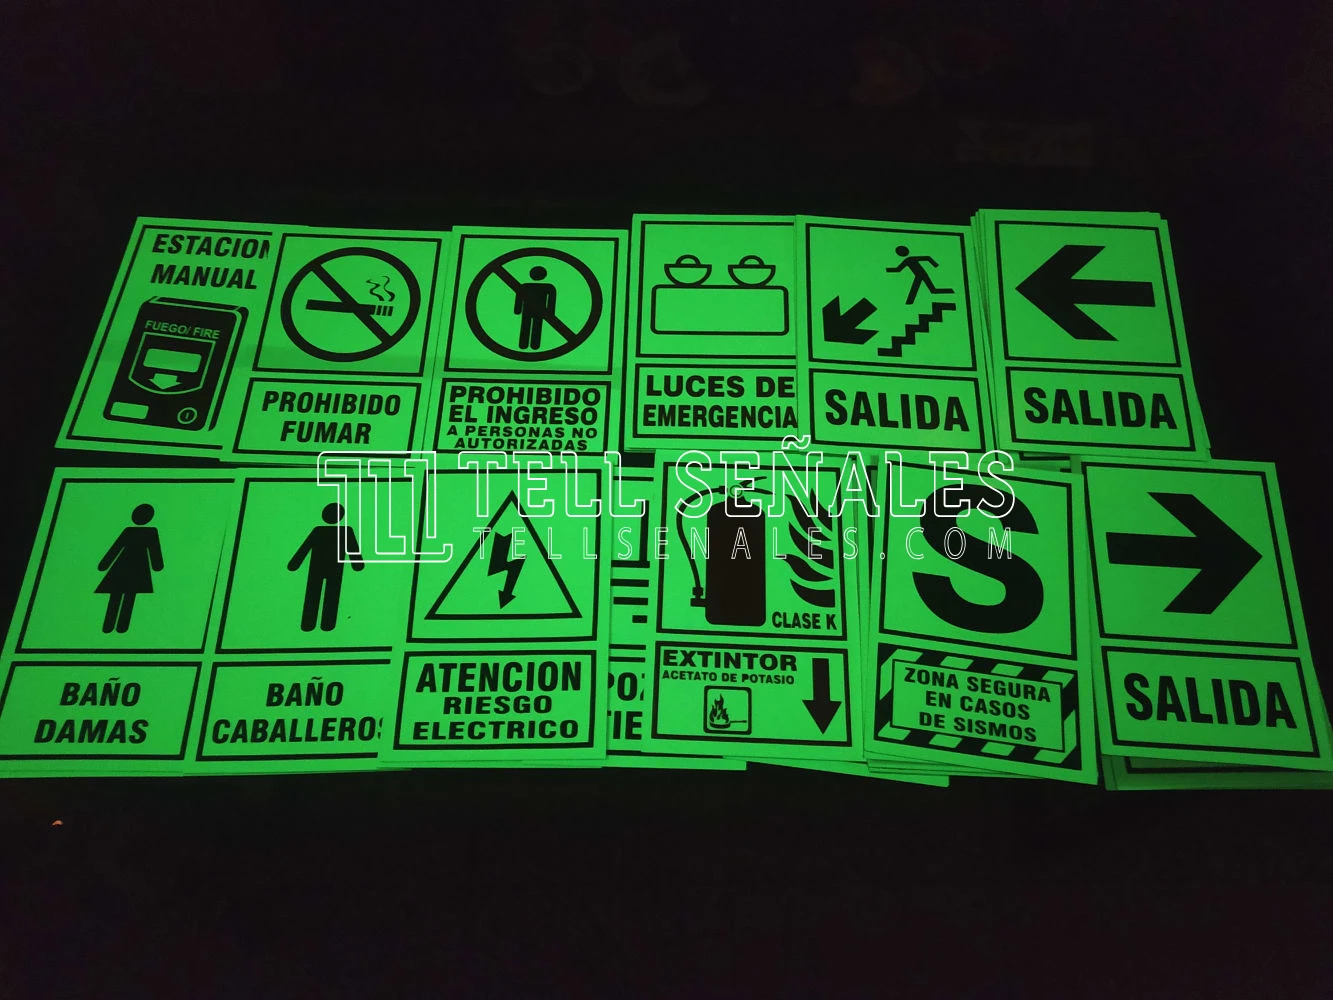 ESTACION
MANUAL
FUEGO/ FIRE
PROHIBIDO
FUMAR
PROHIBIDO
EL INGRESO
A PERSONAS NO
AUTORIZADAS
LUCES DE
EMERGENCIA
SALIDA
SALIDA
TELL SEÑALES
TELLSENALES.COM
BAÑO
DAMAS
BAÑO
CABALLEROS
ATENCION
RIESGO
ELECTRICO
CLASE K
EXTINTOR
ACETATO DE POTASIO
S
ZONA SEGURA
EN CASOS
DE SISMOS
SALIDA